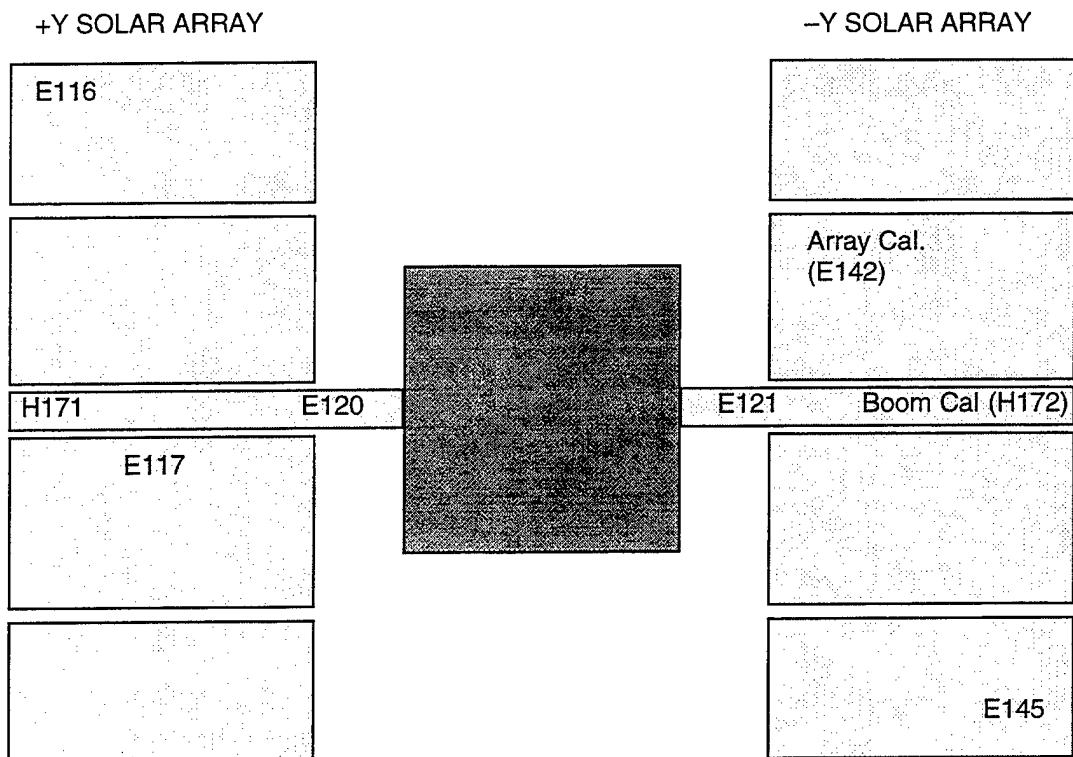 +Y SOLAR ARRAY
–Y SOLAR ARRAY
E116
Array Cal.
(E142)
H171
E120
E121
Boom Cal (H172)
E117
E145